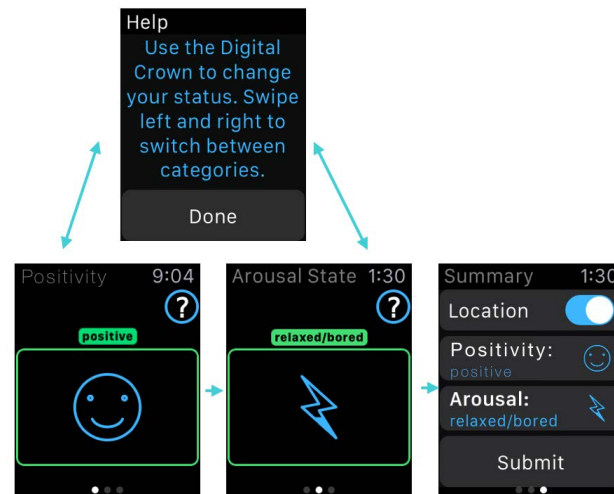 Help
Use the Digital
Crown to change
your status. Swipe
left and right to
switch between
categories.
Done
Positivity 9:04
?
positive
Arousal State 1:30
?
relaxed/bored
Summary 1:30
Location
Positivity:
positive
Arousal:
relaxed/bored
Submit